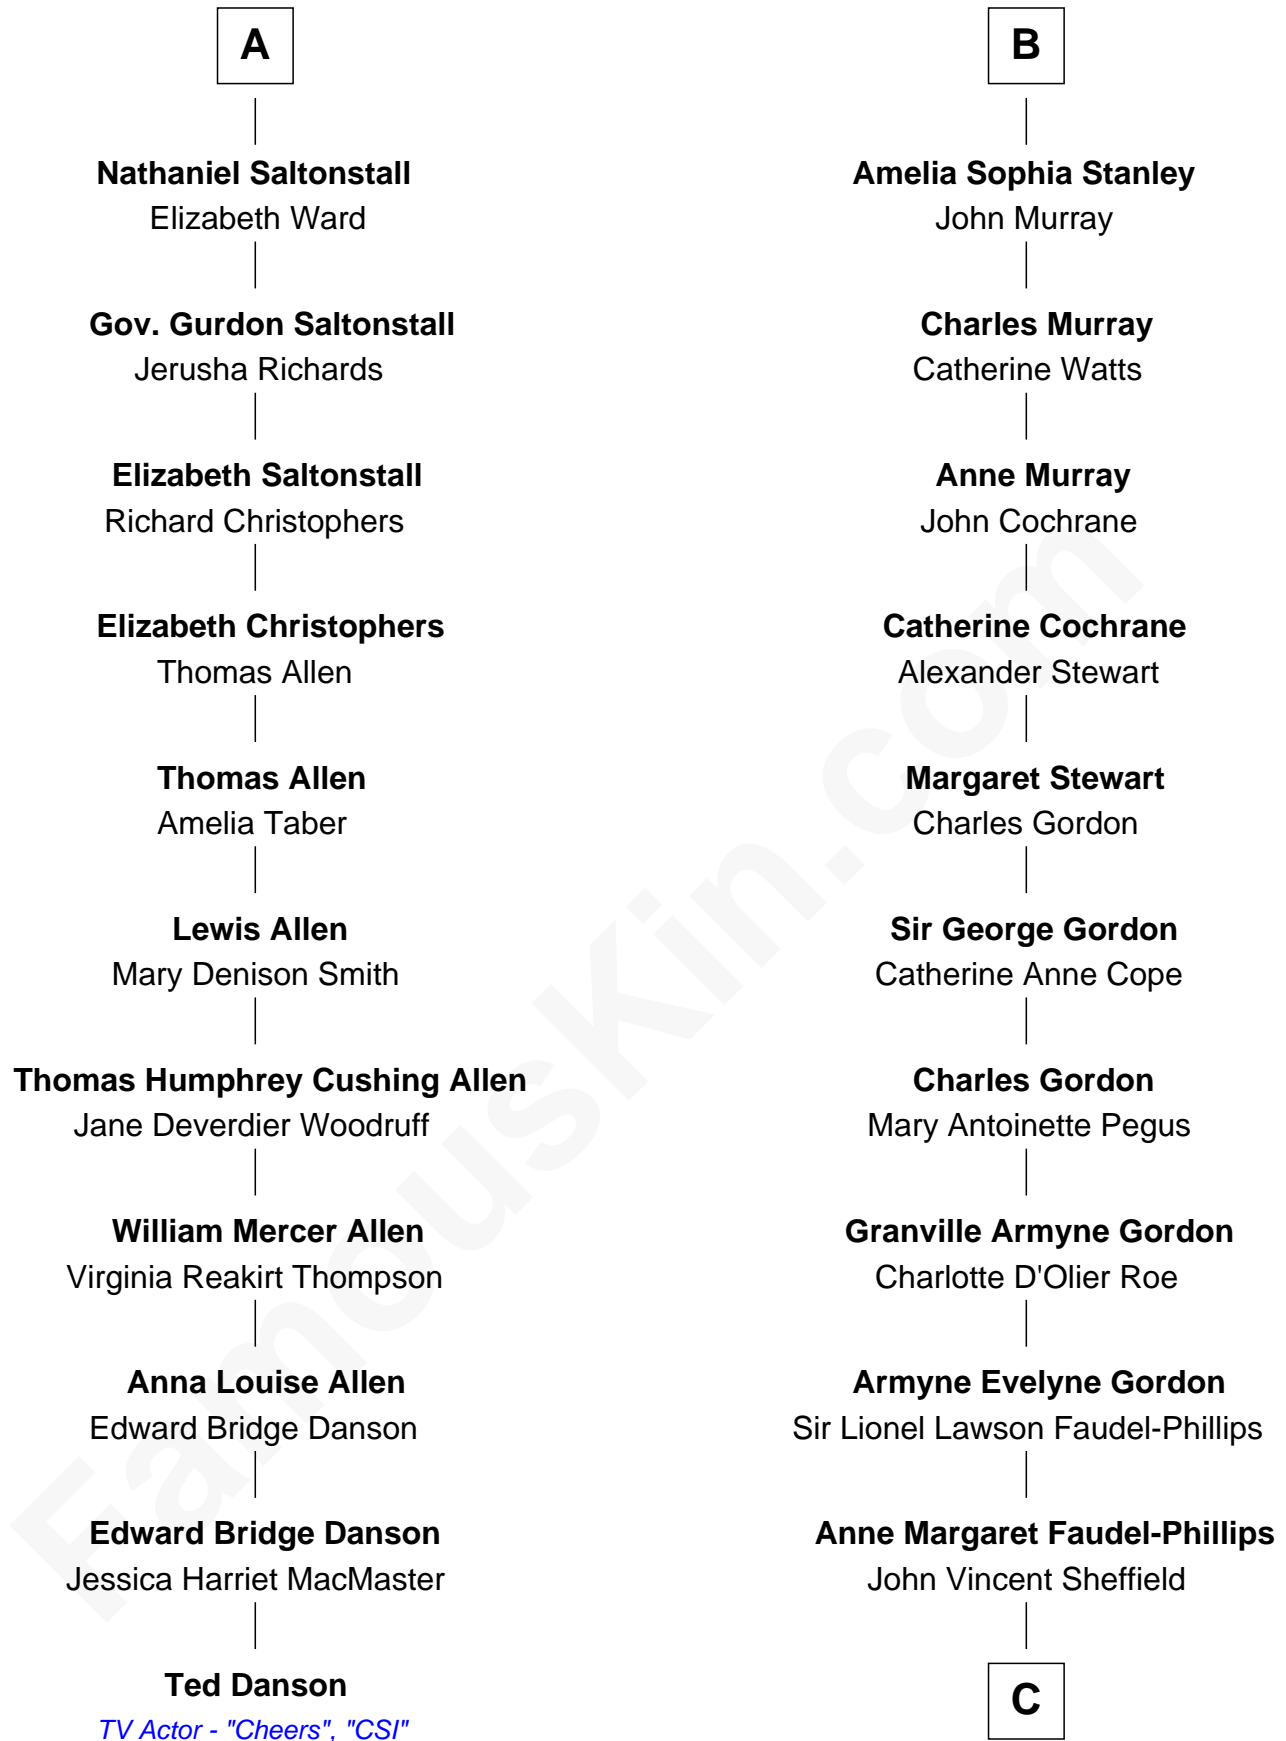 A
Nathaniel Saltonstall
Elizabeth Ward
Gov. Gurdon Saltonstall
Jerusha Richards
Elizabeth Saltonstall
Richard Christophers
Elizabeth Christophers
Thomas Allen
Thomas Allen
Amelia Taber
Lewis Allen
Mary Denison Smith
Thomas Humphrey Cushing Allen
Jane Deverdier Woodruff
William Mercer Allen
Virginia Reakirt Thompson
Anna Louise Allen
Edward Bridge Danson
Edward Bridge Danson
Jessica Harriet MacMaster
Ted Danson
TV Actor - "Cheers", "CSI"
B
Amelia Sophia Stanley
John Murray
Charles Murray
Catherine Watts
Anne Murray
John Cochrane
Catherine Cochrane
Alexander Stewart
Margaret Stewart
Charles Gordon
Sir George Gordon
Catherine Anne Cope
Charles Gordon
Mary Antoinette Pegus
Granville Armyne Gordon
Charlotte D'Olier Roe
Armyne Evelyne Gordon
Sir Lionel Lawson Faudel-Phillips
Anne Margaret Faudel-Phillips
John Vincent Sheffield
C
FamousKin.com